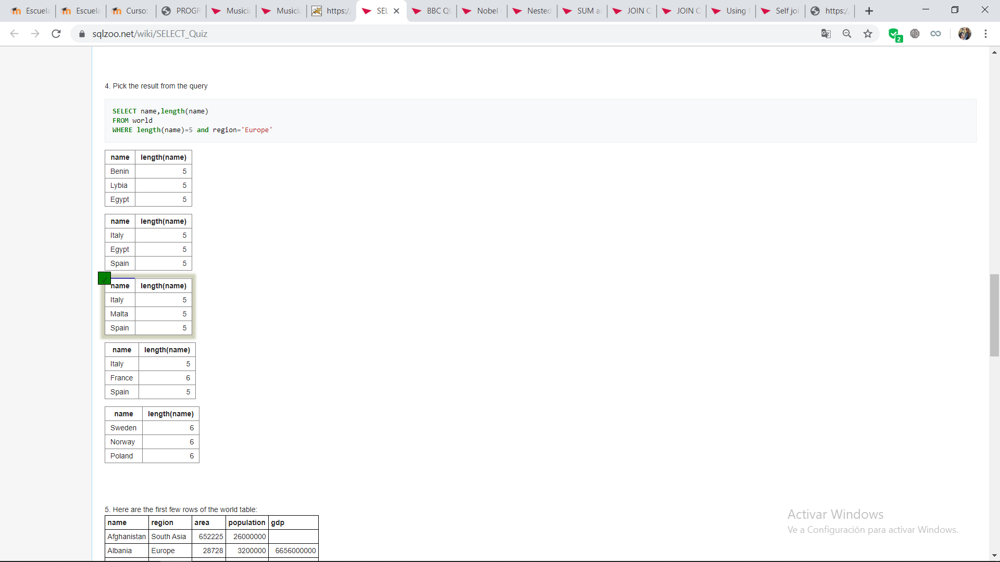 Escuela Escuela Curso: PROGR Musici Musici https:/ SEL BBC QU Nobel Nested SUM a JOIN JOIN Using Self joi https:/
sqlzoo.net/wiki/SELECT_Quiz
2
4. Pick the result from the query
SELECT name,length(name)
FROM world
WHERE length(name)=5 and region='Europe'
name length(name)
Benin 5
Lybia 5
Egypt 5
name length(name)
Italy 5
Egypt 5
Spain 5
name length(name)
Italy 5
Malta 5
Spain 5
name length(name)
Italy 5
France 6
Spain 5
name length(name)
Sweden 6
Norway 6
Poland 6
5. Here are the first few rows of the world table:
name region area population gdp
Afghanistan South Asia 652225 26000000
Albania Europe 28728 3200000 6656000000
Activar Windows
Ve a Configuración para activar Windows.